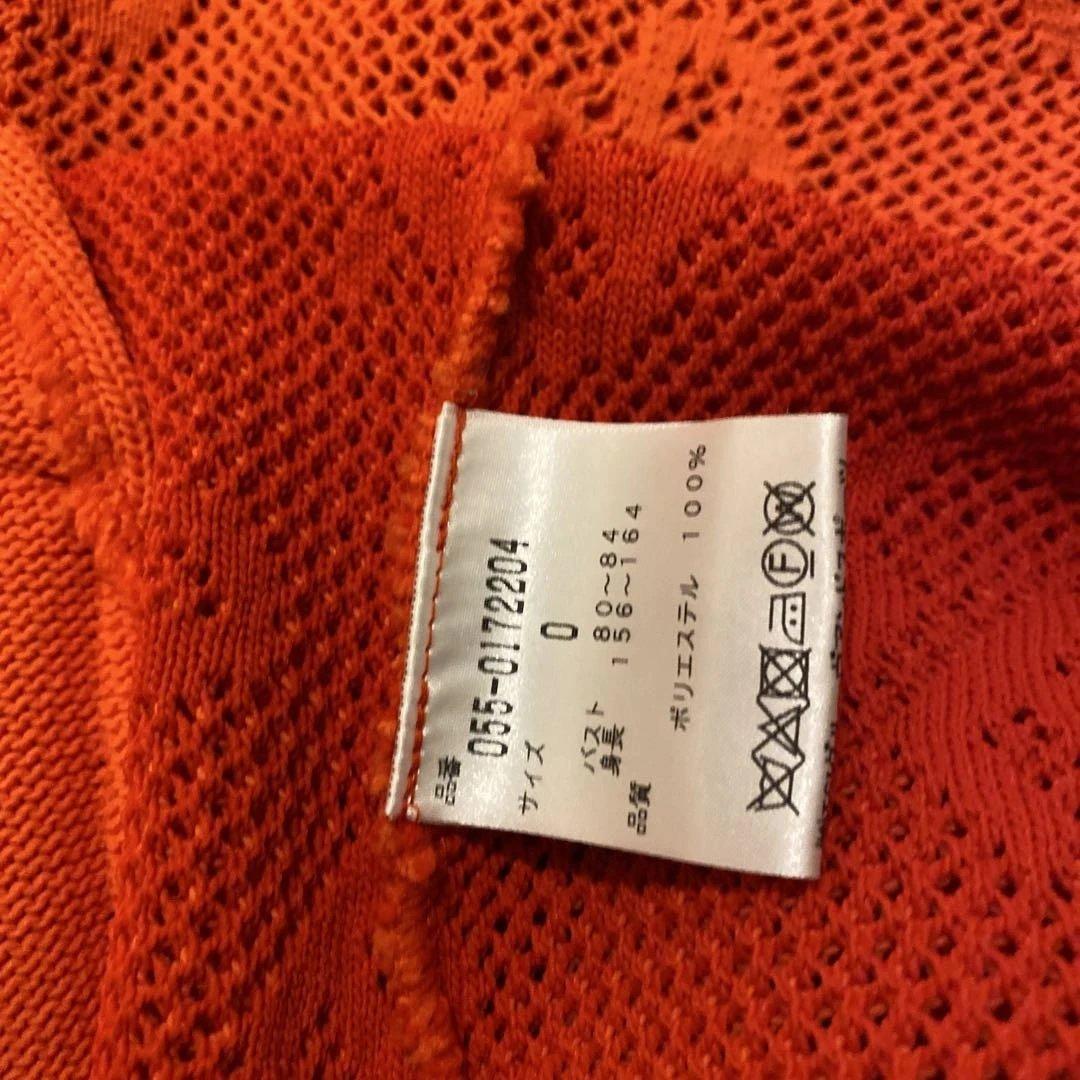 品番
055-0172204
サイズ
0
バスト 80～84
身長 156～164
品質
ポリエステル 100%